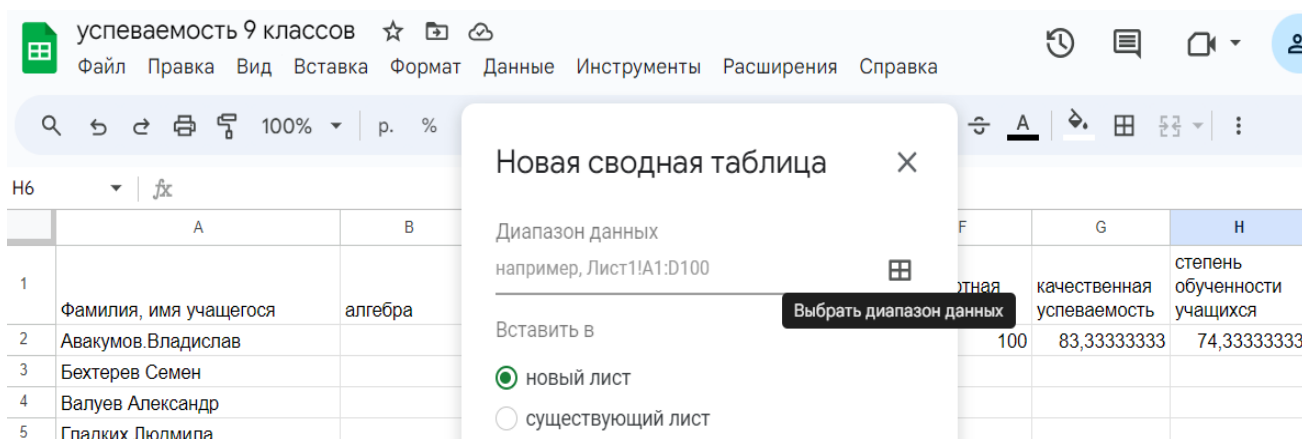 успеваемость 9 классов
Файл Правка Вид Вставка Формат Данные Инструменты Расширения Справка
100% р. % A
Новая сводная таблица
H6 fx
A B F G H
Диапазон данных
например, Лист1!A1:D100
1 Фамилия, имя учащегося алгебра качественная успеваемость степень обученности учащихся
Выбрать диапазон данных
Вставить в
2 Авакумов.Владислав 100 83,33333333 74,33333333
3 Бехтерев Семен
новый лист
4 Валуев Александр
существующий лист
5 Гладких Людмила